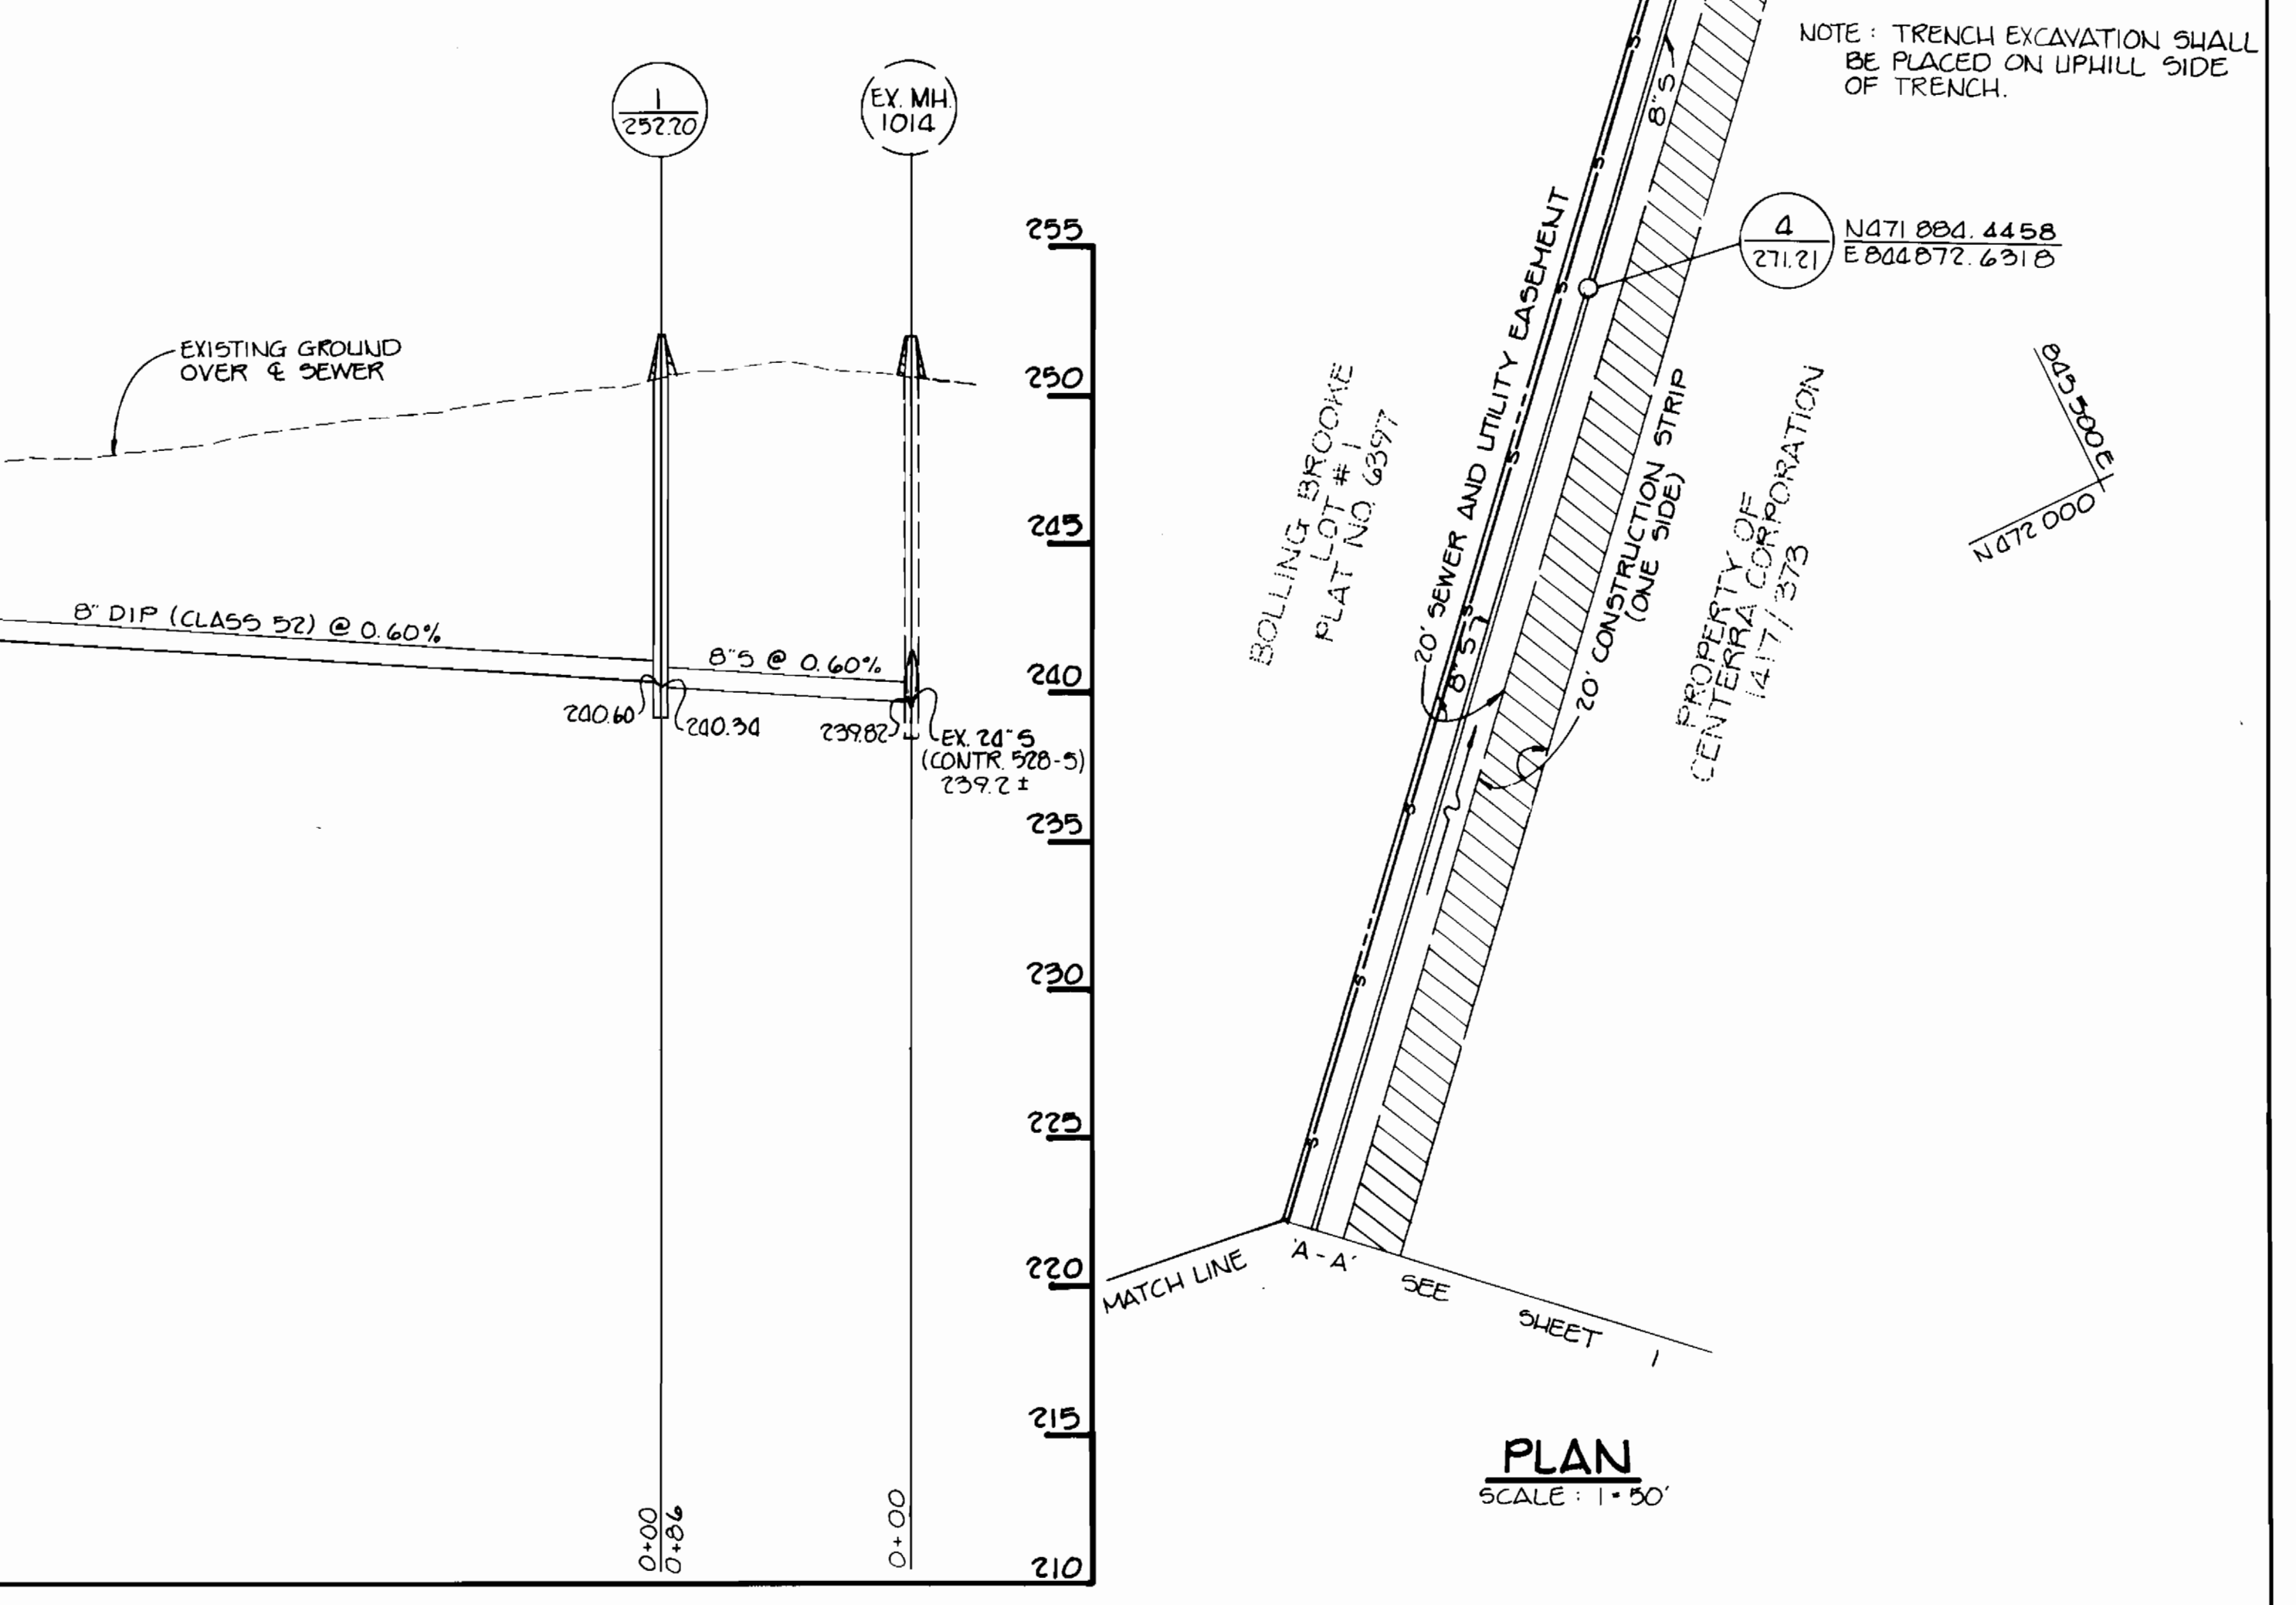 1
252.20
EX. MH.
1014
EXISTING GROUND
OVER ℄ SEWER
8" DIP (CLASS 52) @ 0.60%
8"S @ 0.60%
240.60
240.34
239.82
EX. 24"S
(CONTR. 528-S)
239.2 ±
255
250
245
240
235
230
225
220
215
210
0+00
0+86
0+00
NOTE: TRENCH EXCAVATION SHALL
BE PLACED ON UPHILL SIDE
OF TRENCH.
8"S
4
271.21
N471 884.4458
E844872.6318
20' SEWER AND UTILITY EASEMENT
BOLLING BROOKE
LOT # 1
PLAT NO. 6397
8"S
20' CONSTRUCTION STRIP
(ONE SIDE)
PROPERTY OF
CENTERRA CORPORATION
1417/373
845 500E
N472 000
S
S
S
S
S
S
S
S
MATCH LINE 'A-A' SEE SHEET 1
PLAN
SCALE: 1"=50'